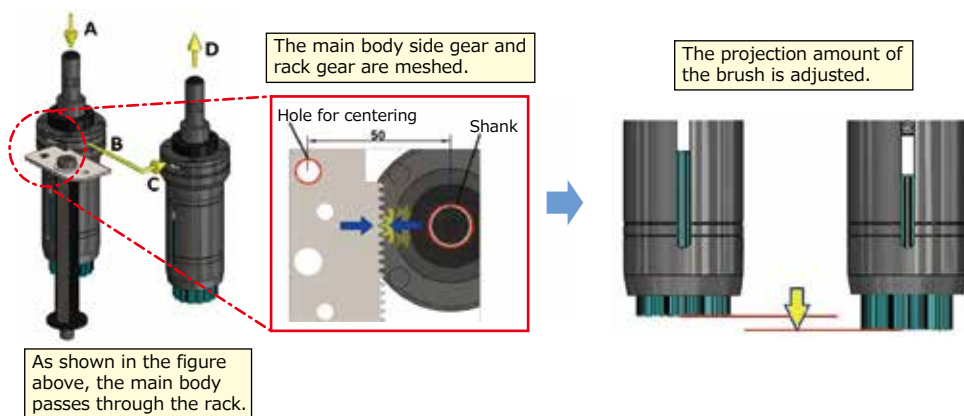 A
D
B
C
The main body side gear and
rack gear are meshed.
Hole for centering
50
Shank
The projection amount of
the brush is adjusted.
As shown in the figure
above, the main body
passes through the rack.